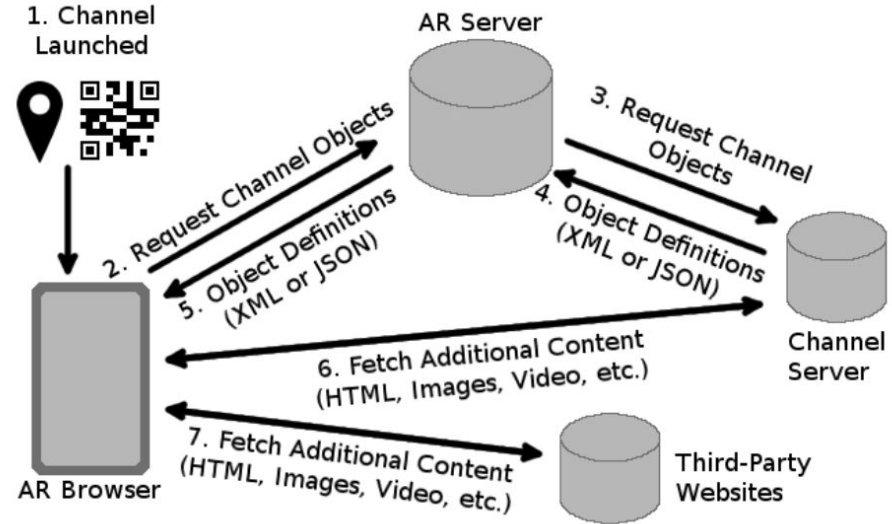 1. Channel
Launched
AR Server
2. Request Channel Objects
3. Request Channel
Objects
4. Object Definitions
(XML or JSON)
5. Object Definitions
(XML or JSON)
6. Fetch Additional Content
(HTML, Images, Video, etc.)
Channel
Server
7. Fetch Additional Content
(HTML, Images, Video, etc.)
AR Browser
Third-Party
Websites